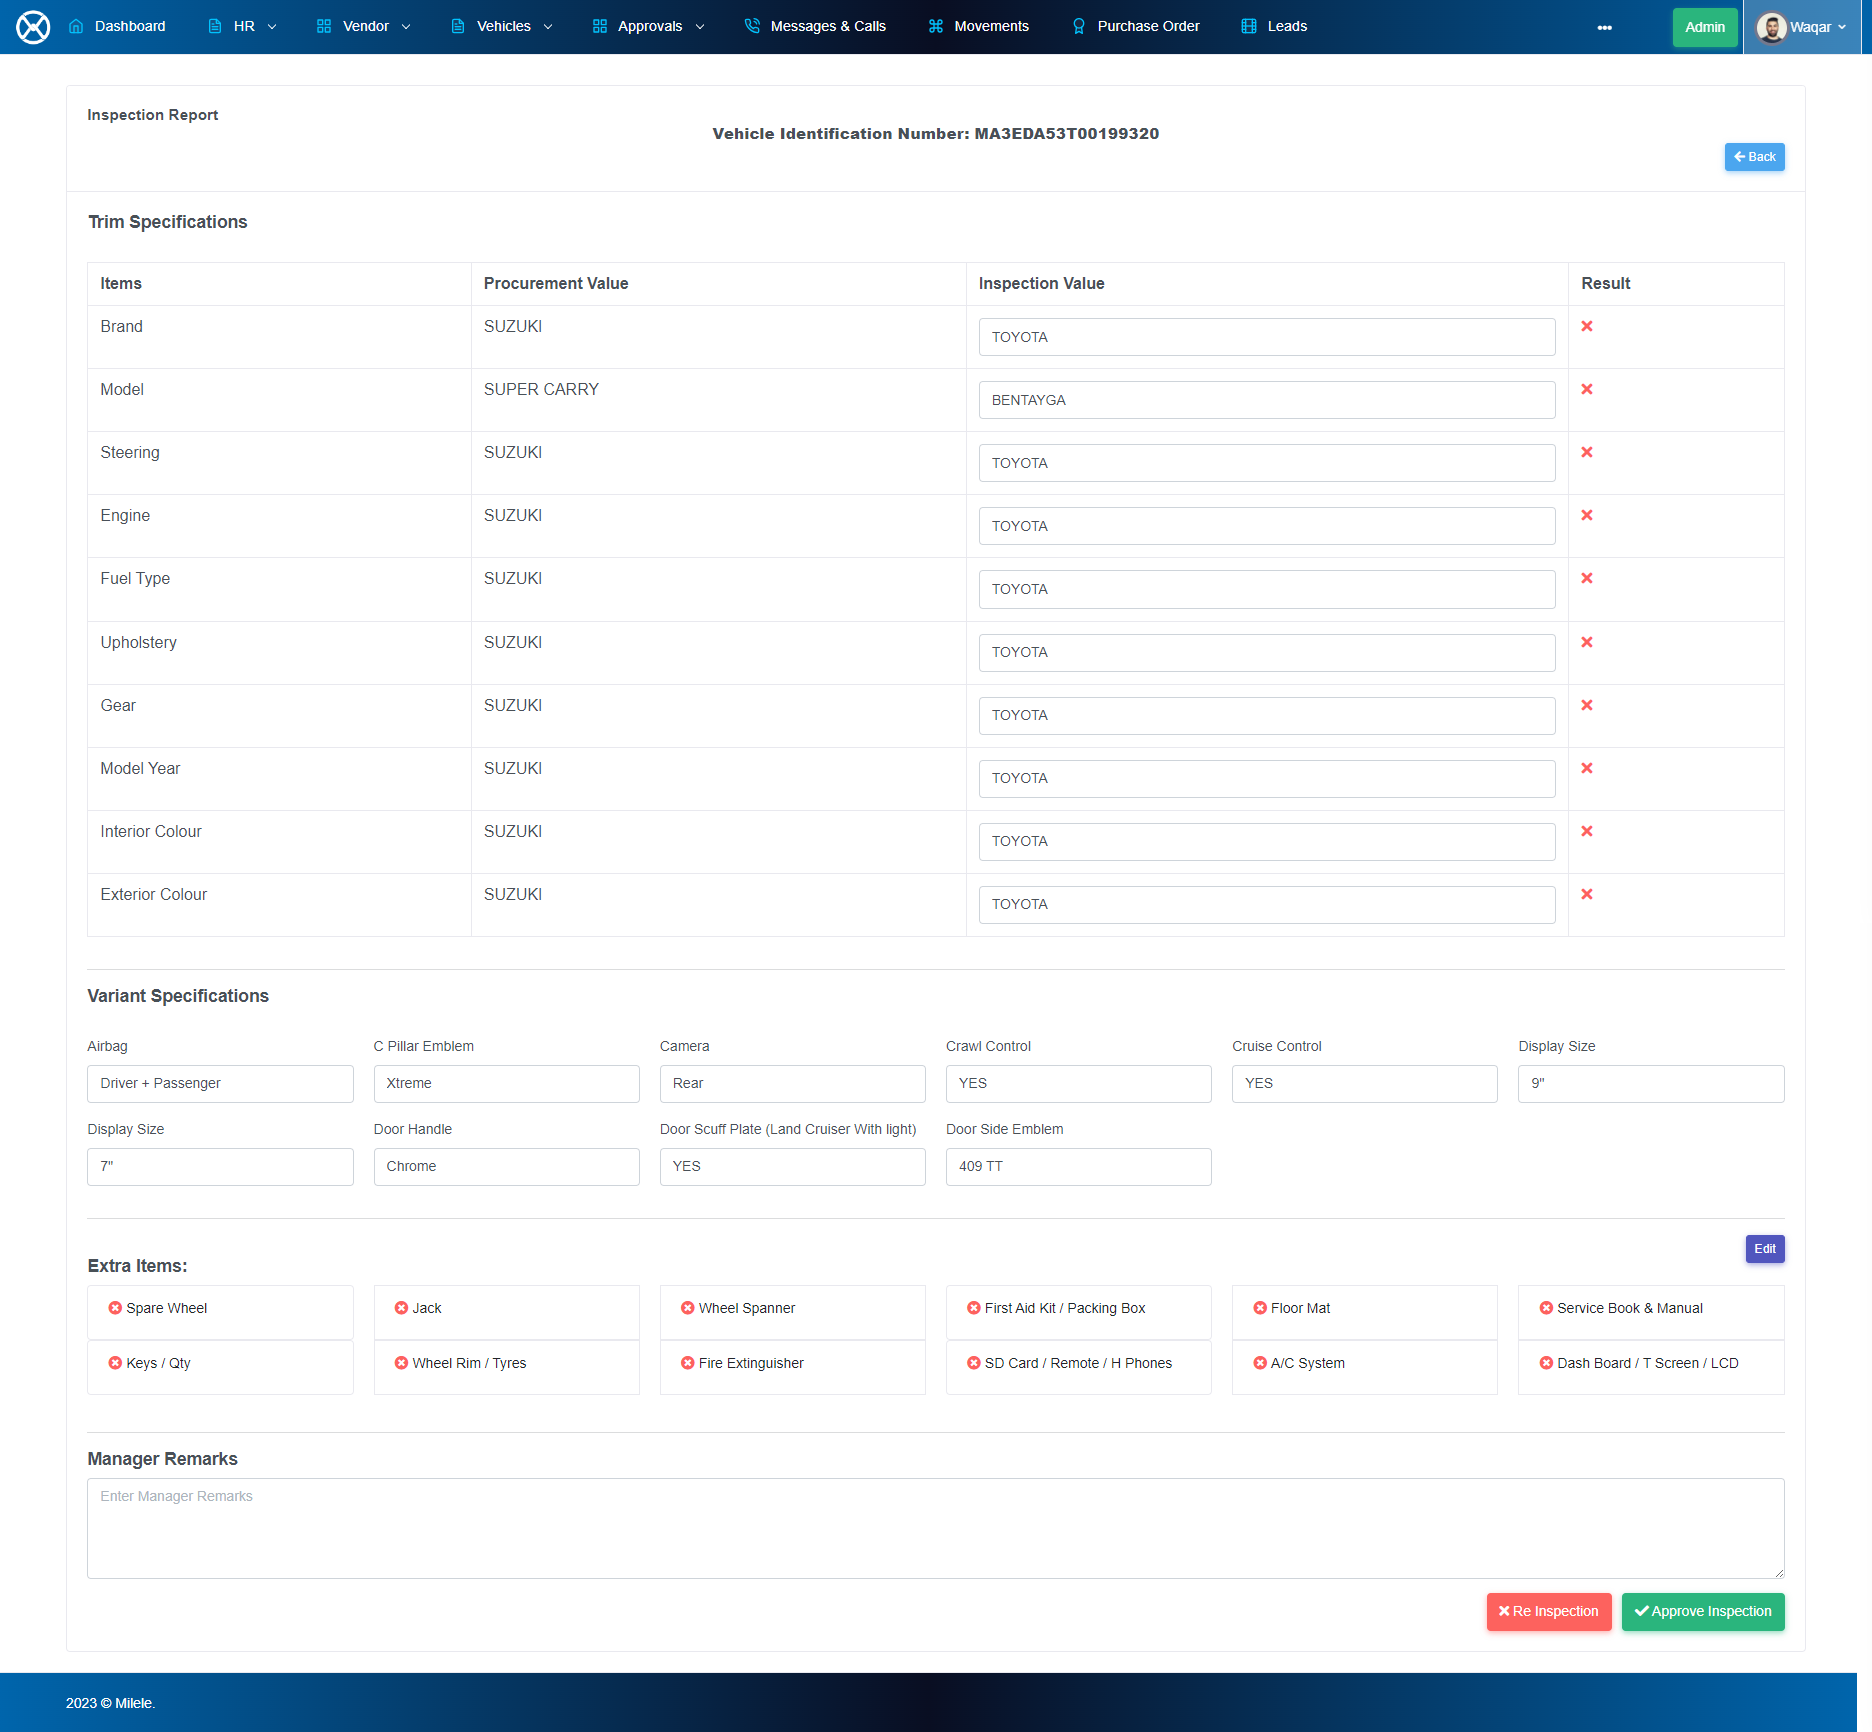 Dashboard HR Vendor Vehicles Approvals Messages & Calls Movements Purchase Order Leads ••• Admin Waqar
Inspection Report
Vehicle Identification Number: MA3EDA53T00199320
Back
Trim Specifications
Items Procurement Value Inspection Value Result
Brand SUZUKI TOYOTA
Model SUPER CARRY BENTAYGA
Steering SUZUKI TOYOTA
Engine SUZUKI TOYOTA
Fuel Type SUZUKI TOYOTA
Upholstery SUZUKI TOYOTA
Gear SUZUKI TOYOTA
Model Year SUZUKI TOYOTA
Interior Colour SUZUKI TOYOTA
Exterior Colour SUZUKI TOYOTA
Variant Specifications
Airbag C Pillar Emblem Camera Crawl Control Cruise Control Display Size
Driver + Passenger Xtreme Rear YES YES 9"
Display Size Door Handle Door Scuff Plate (Land Cruiser With light) Door Side Emblem
7" Chrome YES 409 TT
Edit
Extra Items:
Spare Wheel Jack Wheel Spanner First Aid Kit / Packing Box Floor Mat Service Book & Manual
Keys / Qty Wheel Rim / Tyres Fire Extinguisher SD Card / Remote / H Phones A/C System Dash Board / T Screen / LCD
Manager Remarks
Enter Manager Remarks
Re Inspection Approve Inspection
2023 © Milele.